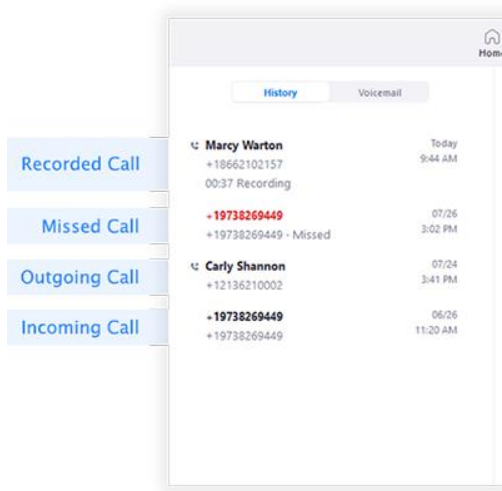 Home
History Voicemail
Recorded Call
Marcy Warton Today
+18662102157 9:44 AM
00:37 Recording
Missed Call
+19738269449 07/26
+19738269449 - Missed 3:02 PM
Outgoing Call
Carly Shannon 07/24
+12136210002 3:41 PM
Incoming Call
+19738269449 06/26
+19738269449 11:20 AM